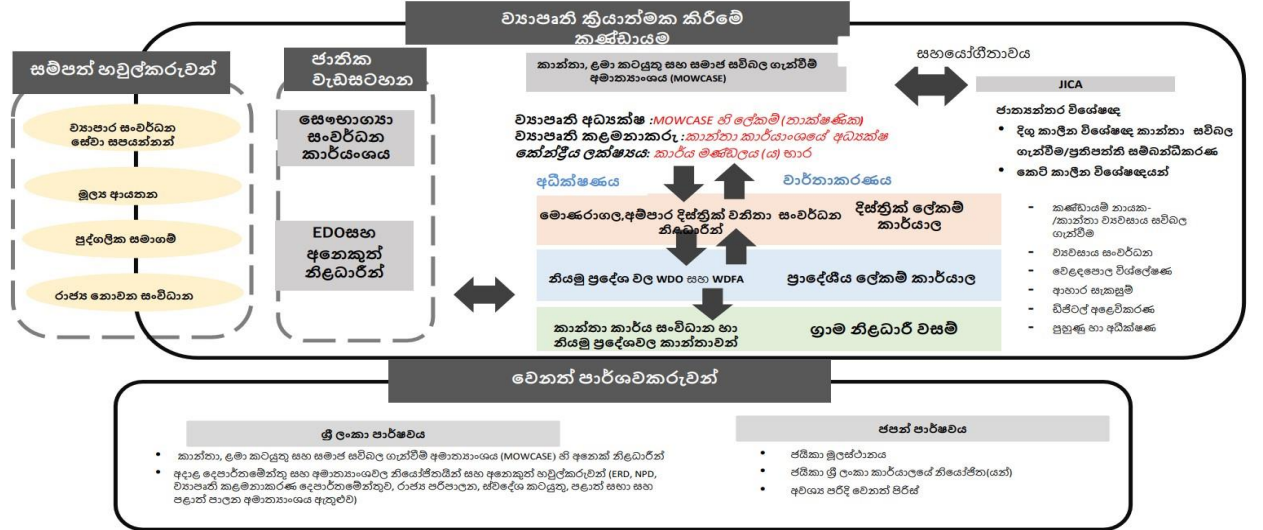 ව්‍යාපෘති ක්‍රියාත්මක කිරීමේ
කණ්ඩායම
සම්පත් හවුල්කරුවන්
ව්‍යාපාර සංවර්ධන
සේවා සපයන්නන්
මූල්‍ය ආයතන
පුද්ගලික සමාගම්
රාජ්‍ය නොවන සංවිධාන
ජාතික
වැඩසටහන
සෞභාග්‍යා
සංවර්ධන
කාර්යංශය
EDOසහ
අනෙකුත්
නිළධාරීන්
කාන්තා, ළමා කටයුතු සහ සමාජ සවිබල ගැන්වීම්
අමාත්‍යාංශය (MOWCASE)
ව්‍යාපෘති අධ්‍යක්ෂ :MOWCASE හි ලේකම් (තාක්ෂණික)
ව්‍යාපෘති කළමනාකරු :කාන්තා කාර්යාංශයේ අධ්‍යක්ෂ
කේන්ද්‍රීය ලක්ෂ්‍යය: කාර්ය මණ්ඩලය (ය) භාර
අධීක්ෂණය
වාර්තාකරණය
මොණරාගල,අම්පාර දිස්ත්‍රික් වනිතා සංවර්ධන
නිළධාරීන්
දිස්ත්‍රික් ලේකම්
කාර්යාල
නියමු ප්‍රදේශ වල WDO සහ WDFA
ප්‍රාදේශීය ලේකම් කාර්යාල
කාන්තා කාර්ය සංවිධාන හා
නියමු ප්‍රදේශවල කාන්තාවන්
ග්‍රාම නිළධාරී වසම්
සහයෝගීතාවය
JICA
ජාත්‍යන්තර විශේෂඥ
• දිගු කාලීන විශේෂඥ කාන්තා සවිබල
ගැන්වීම/ප්‍රතිපත්ති සම්බන්ධීකරණ
• කෙටි කාලීන විශේෂඥයන්
- කණ්ඩායම් නායක-
/කාන්තා ව්‍යවසාය සවිබල
ගැන්වීම
- ව්‍යවසාය සංවර්ධන
- වෙළඳපොල විශ්ලේෂණ
- ආහාර සැකසුම්
- ඩිජිටල් අළෙවිකරණ
- පුහුණු හා අධීක්ෂණ
වෙනත් පාර්ශවකරුවන්
ශ්‍රී ලංකා පාර්ෂවය
• කාන්තා, ළමා කටයුතු සහ සමාජ සවිබල ගැන්වීම් අමාත්‍යාංශය (MOWCASE) හි අනෙක් නිළධාරීන්
• අදාළ දෙපාර්තමේන්තු සහ අමාත්‍යාංශවල නියෝජිතයින් සහ අනෙකුත් හවුල්කරුවන් (ERD, NPD,
ව්‍යාපෘති කළමනාකරණ දෙපාර්තමේන්තුව, රාජ්‍ය පරිපාලන, ස්වදේශ කටයුතු, පළාත් සභා සහ
පළාත් පාලන අමාත්‍යාංශය ඇතුළුව)
ජපන් පාර්ෂවය
• ජයිකා මූලස්ථානය
• ජයිකා ශ්‍රී ලංකා කාර්යාලයේ නියෝජිත(යන්)
• අවශ්‍ය පරිදි වෙනත් පිරිස්